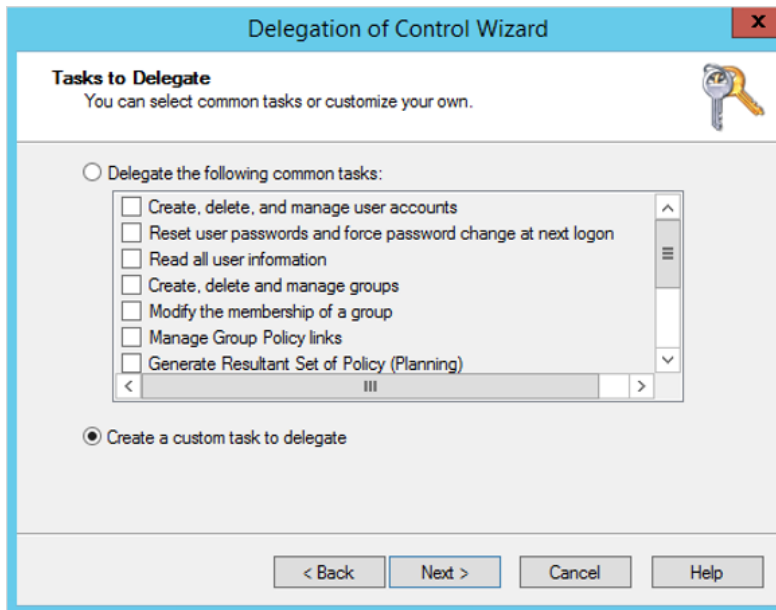 Delegation of Control Wizard
x
Tasks to Delegate
You can select common tasks or customize your own.
Delegate the following common tasks:
Create, delete, and manage user accounts
Reset user passwords and force password change at next logon
Read all user information
Create, delete and manage groups
Modify the membership of a group
Manage Group Policy links
Generate Resultant Set of Policy (Planning)
Create a custom task to delegate
< Back
Next >
Cancel
Help